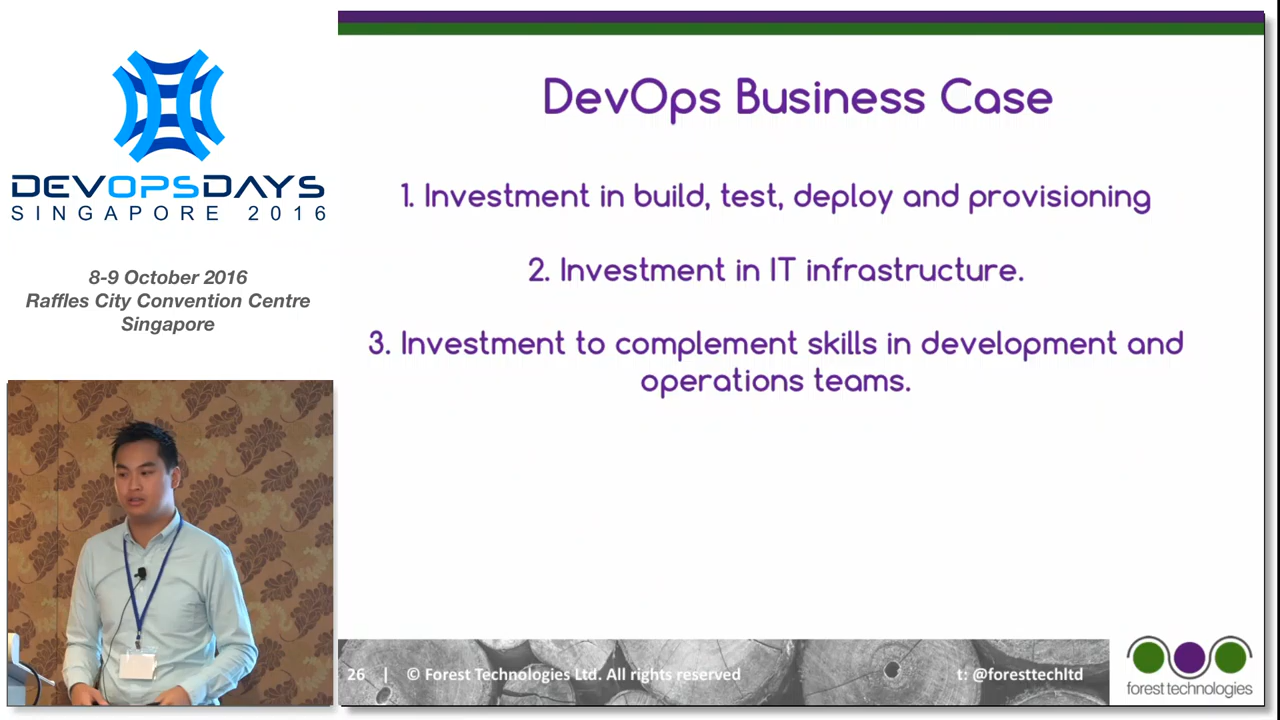 DEVOPSDAYS
SINGAPORE 2016
8-9 October 2016
Raffles City Convention Centre
Singapore
DevOps Business Case
1. Investment in build, test, deploy and provisioning
2. Investment in IT infrastructure.
3. Investment to complement skills in development and
operations teams.
26 | © Forest Technologies Ltd. All rights reserved
t: @foresttechltd
forest technologies